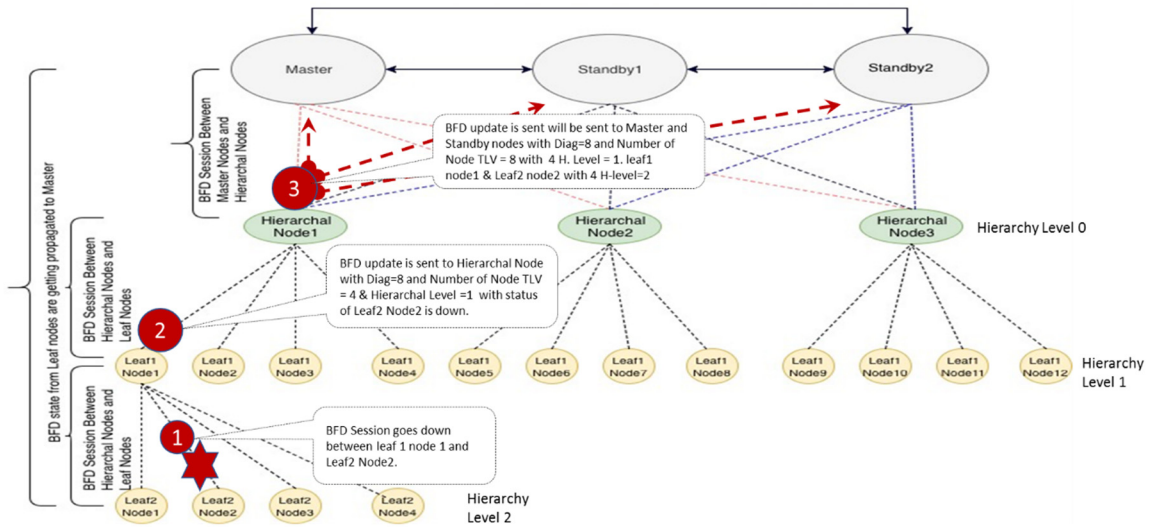 Master
Standby1
Standby2
BFD update is sent will be sent to Master and
Standby nodes with Diag=8 and Number of
Node TLV = 8 with  4 H. Level = 1. leaf1
node1 & Leaf2 node2 with 4 H-level=2
3
Hierarchal
Node1
Hierarchal
Node2
Hierarchal
Node3
Hierarchy Level 0
BFD update is sent to Hierarchal Node
with Diag=8 and Number of Node TLV
= 4 & Hierarchal Level =1  with status
of Leaf2 Node2 is down.
2
Leaf1
Node1
Leaf1
Node2
Leaf1
Node3
Leaf1
Node4
Leaf1
Node5
Leaf1
Node6
Leaf1
Node7
Leaf1
Node8
Leaf1
Node9
Leaf1
Node10
Leaf1
Node11
Leaf1
Node12
Hierarchy
Level 1
1
BFD Session goes down
between leaf 1 node 1 and
Leaf2 Node2.
Leaf2
Node1
Leaf2
Node2
Leaf2
Node3
Leaf2
Node4
Hierarchy
Level 2
BFD state from Leaf nodes are getting propagated to Master
BFD Session Between
Master Nodes and
Hierarchal Nodes
BFD Session Between
Hierarchal Nodes and
Leaf Nodes
BFD Session Between
Hierarchal Nodes and
Leaf Nodes